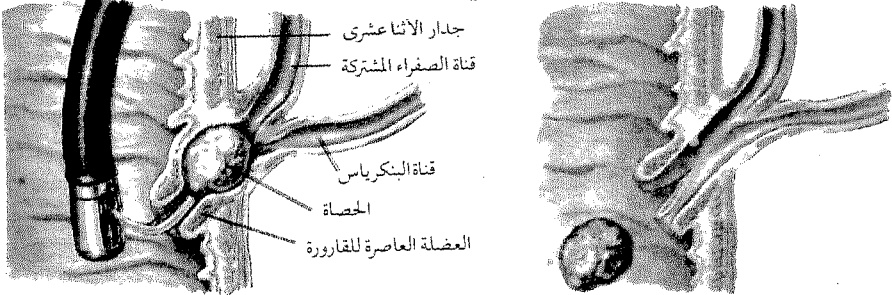 جدار الأثنا عشرى
قناة الصفراء المشتركة
قناة البنكرياس
الحصاة
العضلة العاصرة للقارورة